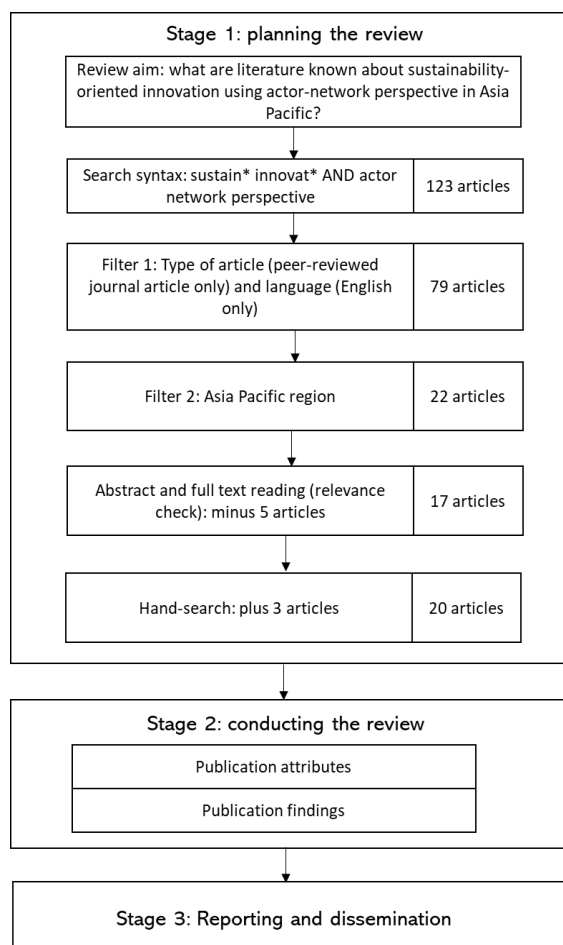 Stage 1: planning the review
Review aim: what are literature known about sustainability-
oriented innovation using actor-network perspective in Asia
Pacific?
Search syntax: sustain* innovat* AND actor
network perspective
123 articles
Filter 1: Type of article (peer-reviewed
journal article only) and language (English
only)
79 articles
Filter 2: Asia Pacific region
22 articles
Abstract and full text reading (relevance
check): minus 5 articles
17 articles
Hand-search: plus 3 articles
20 articles
Stage 2: conducting the review
Publication attributes
Publication findings
Stage 3: Reporting and dissemination